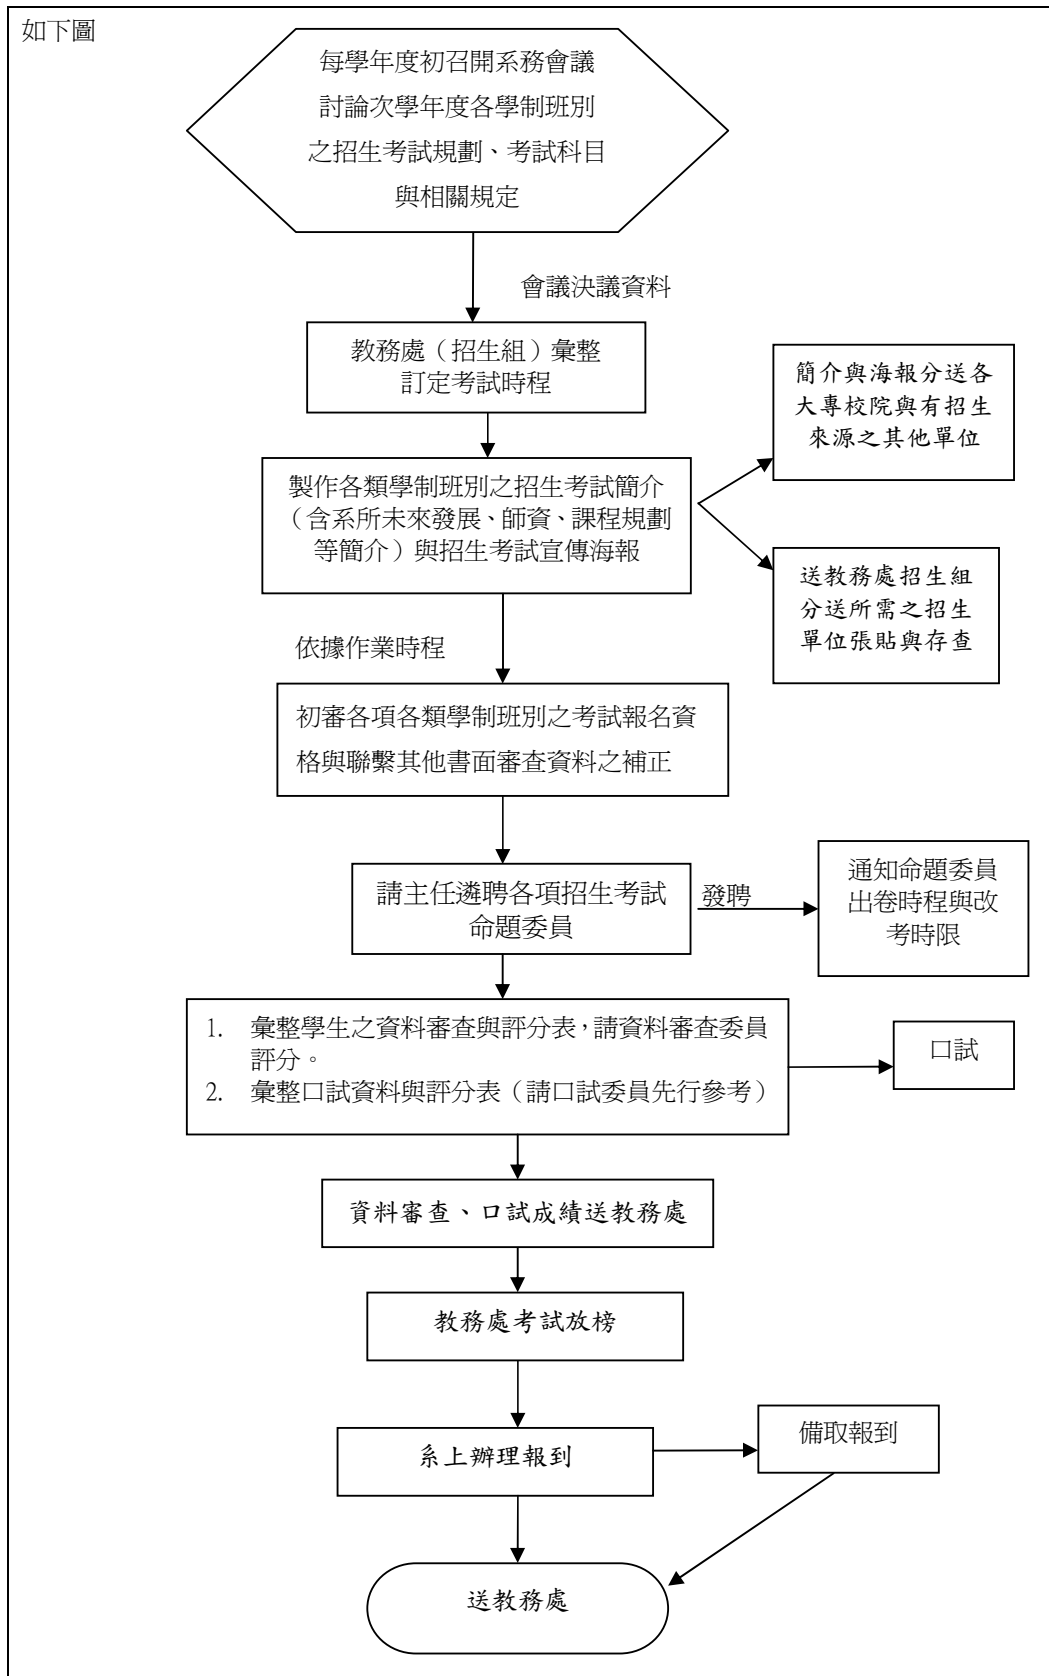 如下圖
每學年度初召開系務會議
討論次學年度各學制班別
之招生考試規劃、考試科目
與相關規定
會議決議資料
教務處（招生組）彙整
訂定考試時程
簡介與海報分送各
大專校院與有招生
來源之其他單位
製作各類學制班別之招生考試簡介
（含系所未來發展、師資、課程規劃
等簡介）與招生考試宣傳海報
送教務處招生組
分送所需之招生
單位張貼與存查
依據作業時程
初審各項各類學制班別之考試報名資
格與聯繫其他書面審查資料之補正
請主任遴聘各項招生考試
命題委員
發聘
通知命題委員
出卷時程與改
考時限
1. 彙整學生之資料審查與評分表，請資料審查委員
評分。
2. 彙整口試資料與評分表（請口試委員先行參考）
口試
資料審查、口試成績送教務處
教務處考試放榜
系上辦理報到
備取報到
送教務處